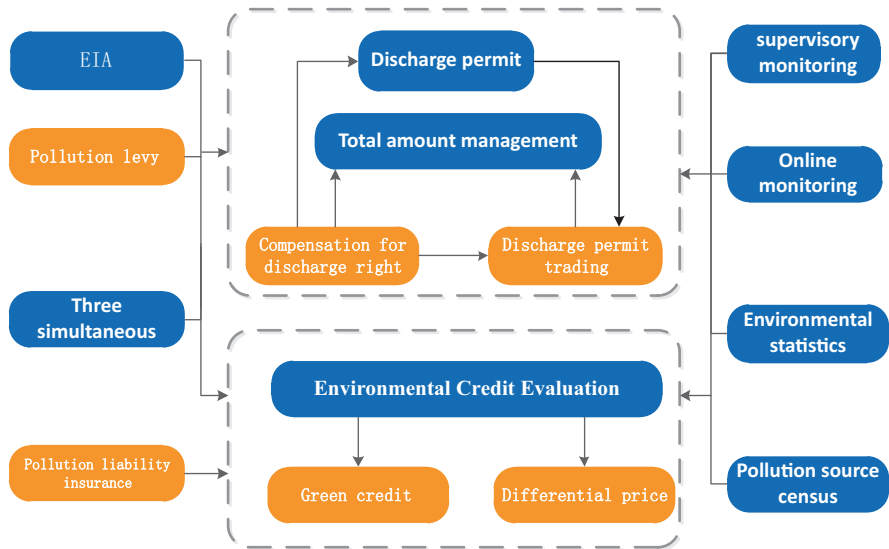 EIA
Pollution levy
Three
simultaneous
Pollution liability
insurance
Discharge permit
Total amount management
Compensation for
discharge right
Discharge permit
trading
Environmental Credit Evaluation
Green credit
Differential price
supervisory
monitoring
Online
monitoring
Environmental
statistics
Pollution source
census